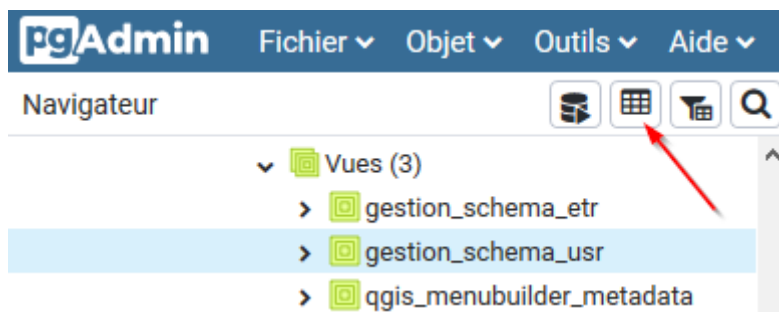 pgAdmin Fichier Objet Outils Aide
Navigateur
Vues (3)
gestion_schema_etr
gestion_schema_usr
qgis_menubuilder_metadata